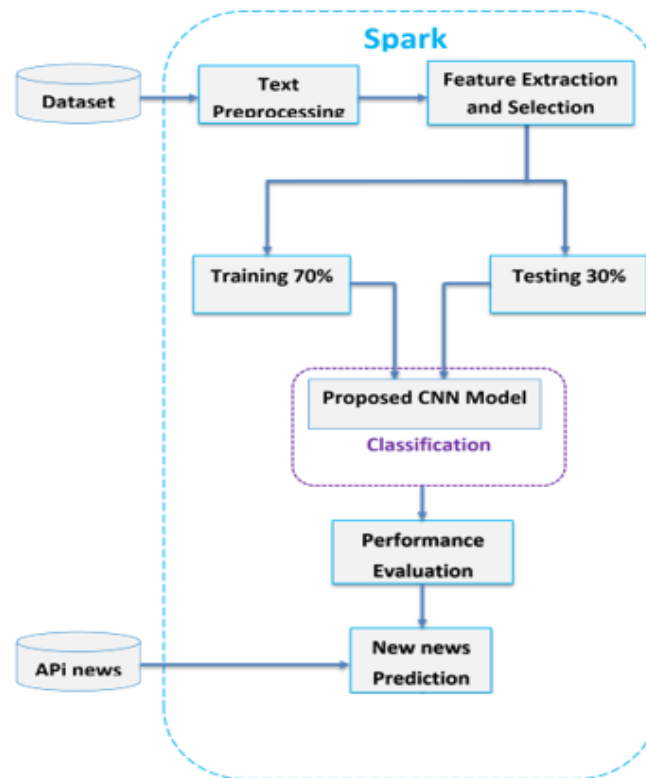 Spark
Dataset
Text
Preprocessing
Feature Extraction
and Selection
Training 70%
Testing 30%
Proposed CNN Model
Classification
Performance
Evaluation
APi news
New news
Prediction